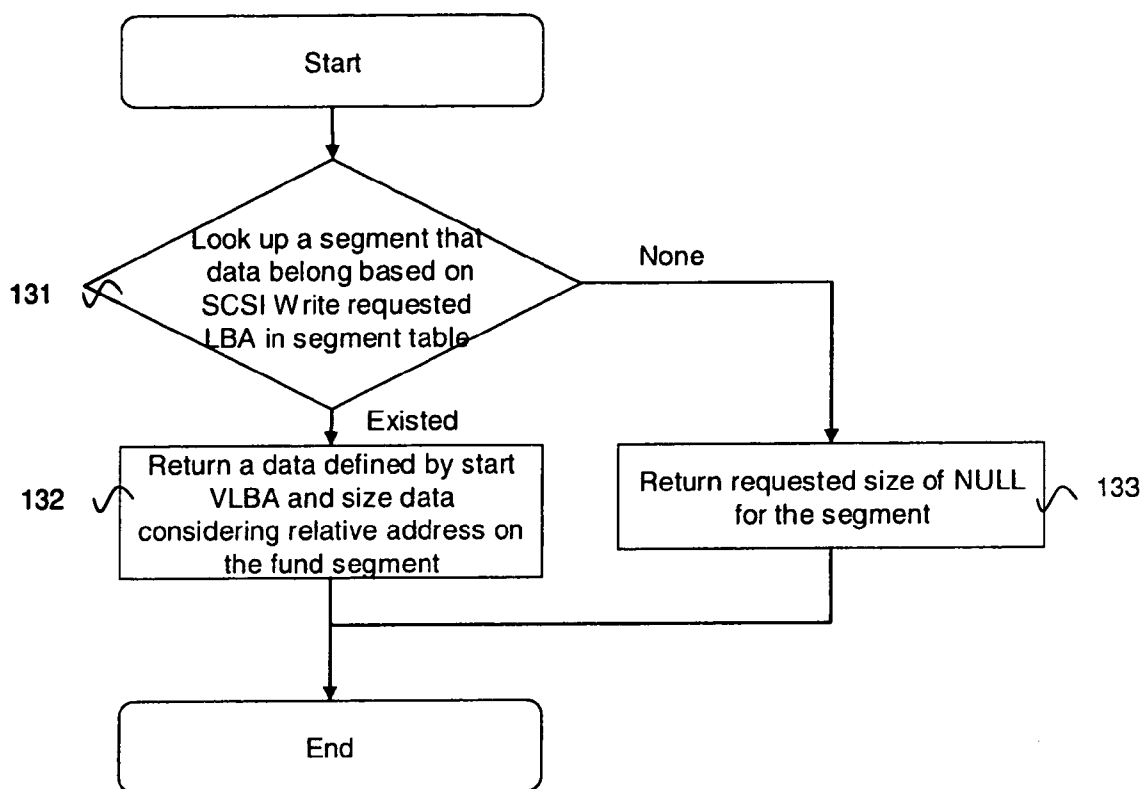 Start
Look up a segment that
data belong based on
SCSI Write requested
LBA in segment table
None
131
Existed
Return a data defined by start
VLBA and size data
considering relative address on
the fund segment
132
Return requested size of NULL
for the segment
133
End